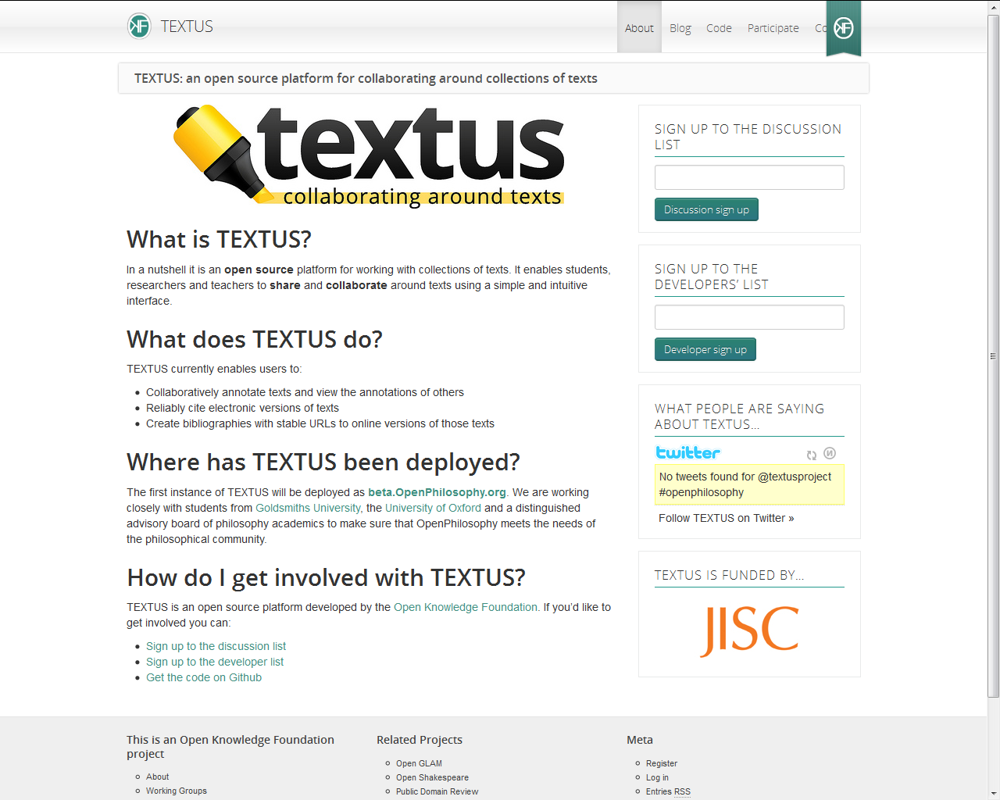 TEXTUS
About Blog Code Participate Co
TEXTUS: an open source platform for collaborating around collections of texts
textus
collaborating around texts
What is TEXTUS?
In a nutshell it is an open source platform for working with collections of texts. It enables students,
researchers and teachers to share and collaborate around texts using a simple and intuitive
interface.
What does TEXTUS do?
TEXTUS currently enables users to:
Collaboratively annotate texts and view the annotations of others
Reliably cite electronic versions of texts
Create bibliographies with stable URLs to online versions of those texts
Where has TEXTUS been deployed?
The first instance of TEXTUS will be deployed as beta.OpenPhilosophy.org. We are working
closely with students from Goldsmiths University, the University of Oxford and a distinguished
advisory board of philosophy academics to make sure that OpenPhilosophy meets the needs of
the philosophical community.
How do I get involved with TEXTUS?
TEXTUS is an open source platform developed by the Open Knowledge Foundation. If you’d like to
get involved you can:
Sign up to the discussion list
Sign up to the developer list
Get the code on Github
SIGN UP TO THE DISCUSSION
LIST
Discussion sign up
SIGN UP TO THE
DEVELOPERS’ LIST
Developer sign up
WHAT PEOPLE ARE SAYING
ABOUT TEXTUS…
twitter
No tweets found for @textusproject
#openphilosophy
Follow TEXTUS on Twitter »
TEXTUS IS FUNDED BY…
JISC
This is an Open Knowledge Foundation
project
About
Working Groups
Related Projects
Open GLAM
Open Shakespeare
Public Domain Review
Meta
Register
Log in
Entries RSS